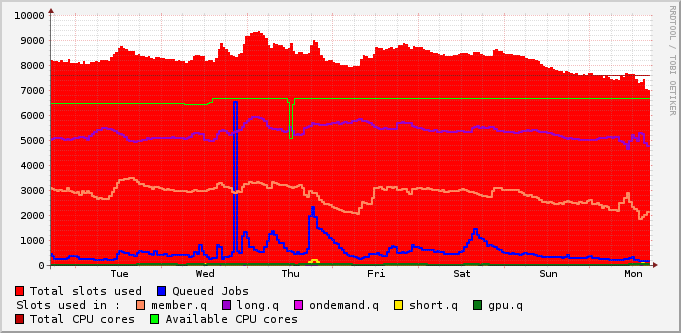 10000
9000
8000
7000
6000
5000
4000
3000
2000
1000
0
Tue Wed Thu Fri Sat Sun Mon
RRDTOOL / TOBI OETIKER
Total slots used Queued Jobs
Slots used in : member.q long.q ondemand.q short.q gpu.q
Total CPU cores Available CPU cores